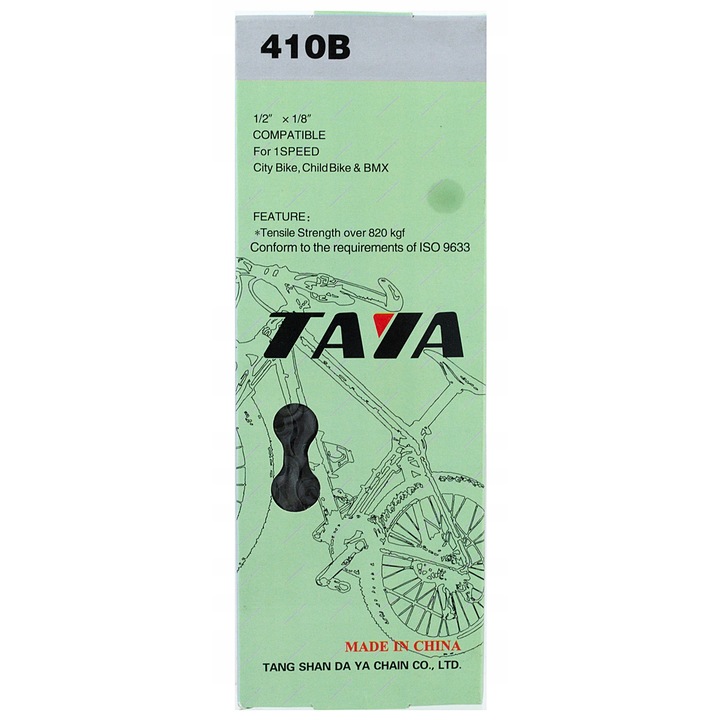 410B
1/2" × 1/8"
COMPATIBLE
For 1SPEED
City Bike, Child Bike & BMX
FEATURE:
*Tensile Strength over 820 kgf
Conform to the requirements of ISO 9633
TAYA
MADE IN CHINA
TANG SHAN DA YA CHAIN CO., LTD.